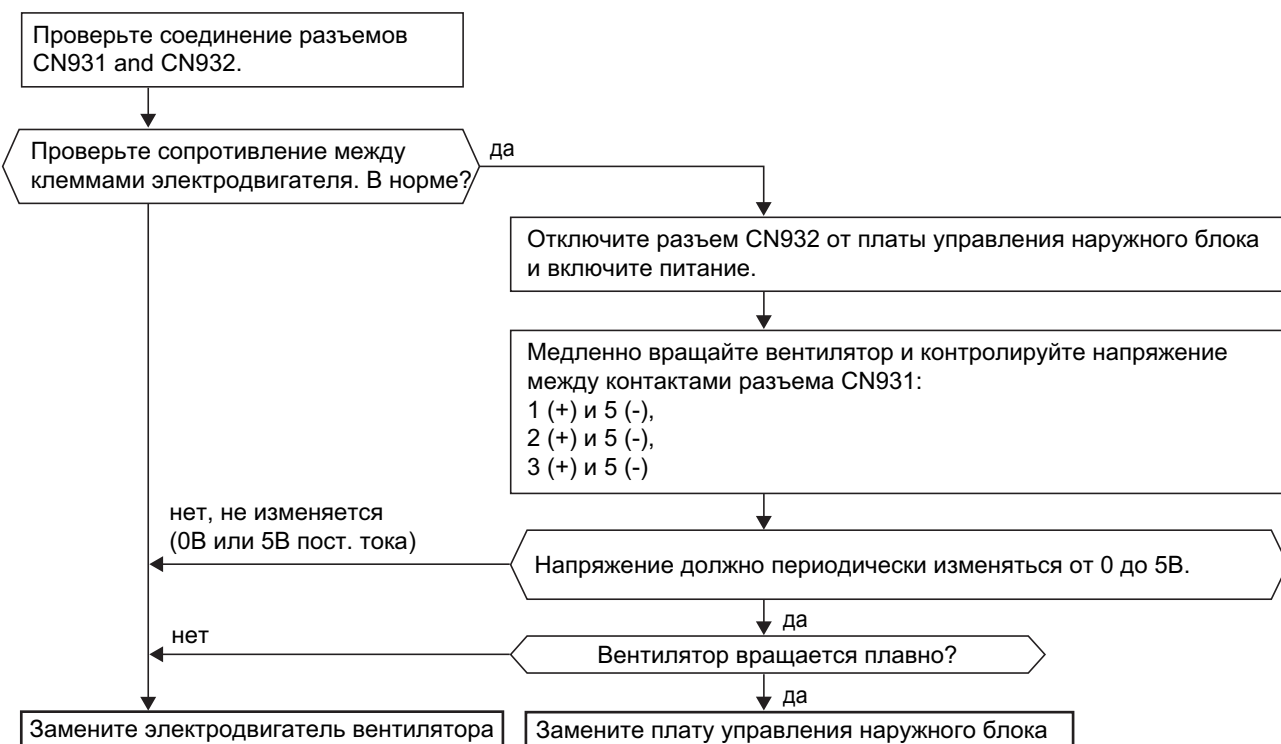 Проверьте соединение разъемов
CN931 and CN932.
Проверьте сопротивление между
клеммами электродвигателя. В норме?
да
Отключите разъем CN932 от платы управления наружного блока
и включите питание.
Медленно вращайте вентилятор и контролируйте напряжение
между контактами разъема CN931:
1 (+) и 5 (-),
2 (+) и 5 (-),
3 (+) и 5 (-)
нет, не изменяется
(0В или 5В пост. тока)
Напряжение должно периодически изменяться от 0 до 5В.
да
нет
Вентилятор вращается плавно?
да
Замените электродвигатель вентилятора
Замените плату управления наружного блока